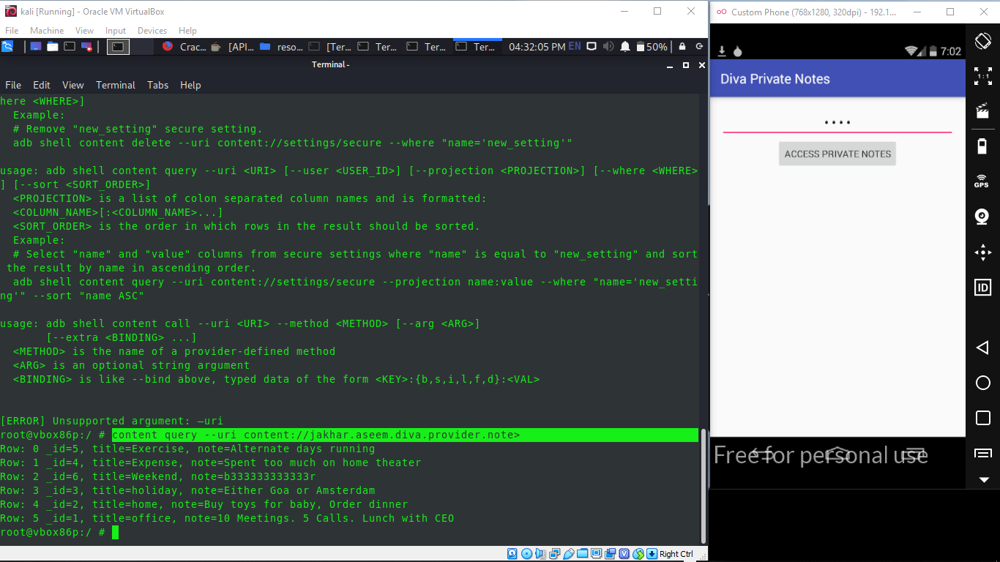 kali [Running] - Oracle VM VirtualBox
File Machine View Input Devices Help
Crac... [API... reso... [Ter... Ter... Ter... Ter... 04:32:05 PM EN 50%
Terminal -
File Edit View Terminal Tabs Help
here <WHERE>]
  Example:
  # Remove "new_setting" secure setting.
  adb shell content delete --uri content://settings/secure --where "name='new_setting'"
usage: adb shell content query --uri <URI> [--user <USER_ID>] [--projection <PROJECTION>] [--where <WHERE>
] [--sort <SORT_ORDER>]
  <PROJECTION> is a list of colon separated column names and is formatted:
  <COLUMN_NAME>[:<COLUMN_NAME>...]
  <SORT_ORDER> is the order in which rows in the result should be sorted.
  Example:
  # Select "name" and "value" columns from secure settings where "name" is equal to "new_setting" and sort
 the result by name in ascending order.
  adb shell content query --uri content://settings/secure --projection name:value --where "name='new_setti
ng'" --sort "name ASC"
usage: adb shell content call --uri <URI> --method <METHOD> [--arg <ARG>]
       [--extra <BINDING> ...]
  <METHOD> is the name of a provider-defined method
  <ARG> is an optional string argument
  <BINDING> is like --bind above, typed data of the form <KEY>:{b,s,i,l,f,d}:<VAL>
[ERROR] Unsupported argument: –uri
root@vbox86p:/ # content query --uri content://jakhar.aseem.diva.provider.note>
Row: 0 _id=5, title=Exercise, note=Alternate days running
Row: 1 _id=4, title=Expense, note=Spent too much on home theater
Row: 2 _id=6, title=Weekend, note=b333333333333r
Row: 3 _id=3, title=holiday, note=Either Goa or Amsterdam
Row: 4 _id=2, title=home, note=Buy toys for baby, Order dinner
Row: 5 _id=1, title=office, note=10 Meetings. 5 Calls. Lunch with CEO
root@vbox86p:/ #
Right Ctrl
Custom Phone (768x1280, 320dpi) - 192.1...
7:02
Diva Private Notes
....
ACCESS PRIVATE NOTES
Free for personal use
1:1
GPS
ID